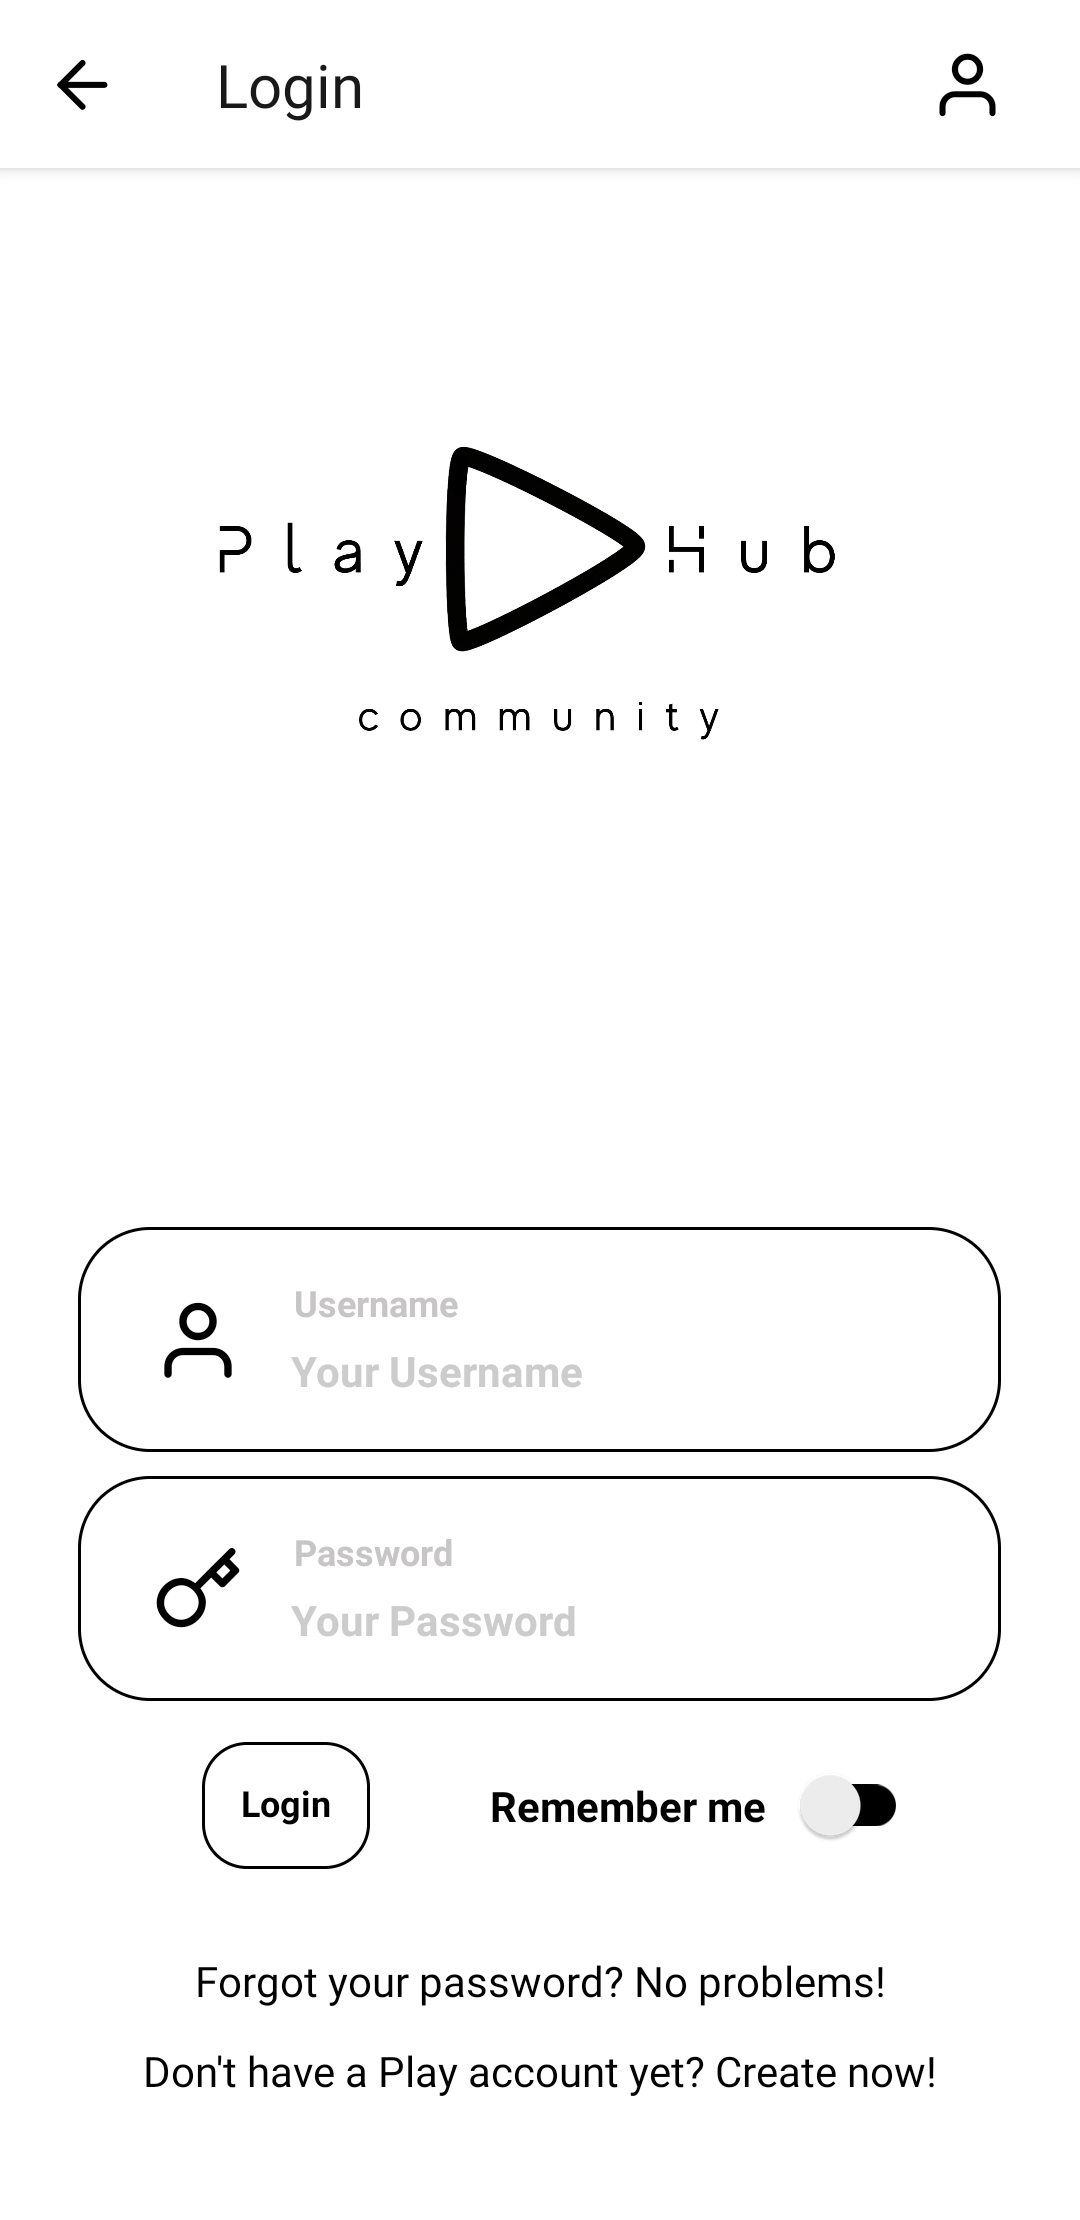 Login
Play Hub
community
Username
Your Username
Password
Your Password
Login
Remember me
Forgot your password? No problems!
Don't have a Play account yet? Create now!